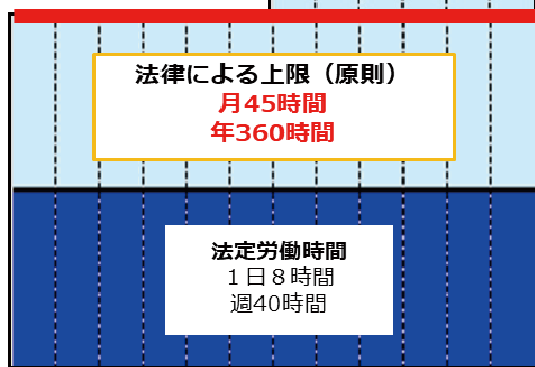 法律による上限（原則）
月45時間
年360時間
法定労働時間
１日８時間
週40時間